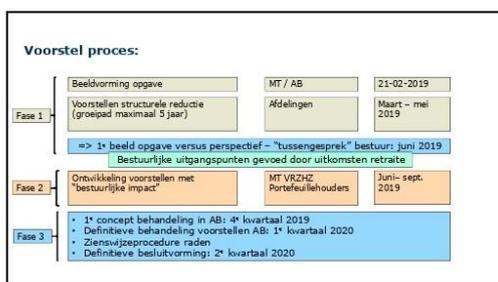 Voorstel proces:
Beeldvorming opgave MT / AB 21-02-2019
Fase 1
Voorstellen structurele reductie Afdelingen Maart – mei
(groeipad maximaal 5 jaar) 2019
=> 1ᵉ beeld opgave versus perspectief – “tussengesprek” bestuur: juni 2019
Bestuurlijke uitgangspunten gevoed door uitkomsten retraite
Fase 2
Ontwikkeling voorstellen met MT VRZHZ Juni– sept.
“bestuurlijke impact” Portefeuillehouders 2019
Fase 3
• 1ᵉ concept behandeling in AB: 4ᵉ kwartaal 2019
• Definitieve behandeling voorstellen AB: 1ᵉ kwartaal 2020
• Zienswijzeprocedure raden
• Definitieve besluitvorming: 2ᵉ kwartaal 2020